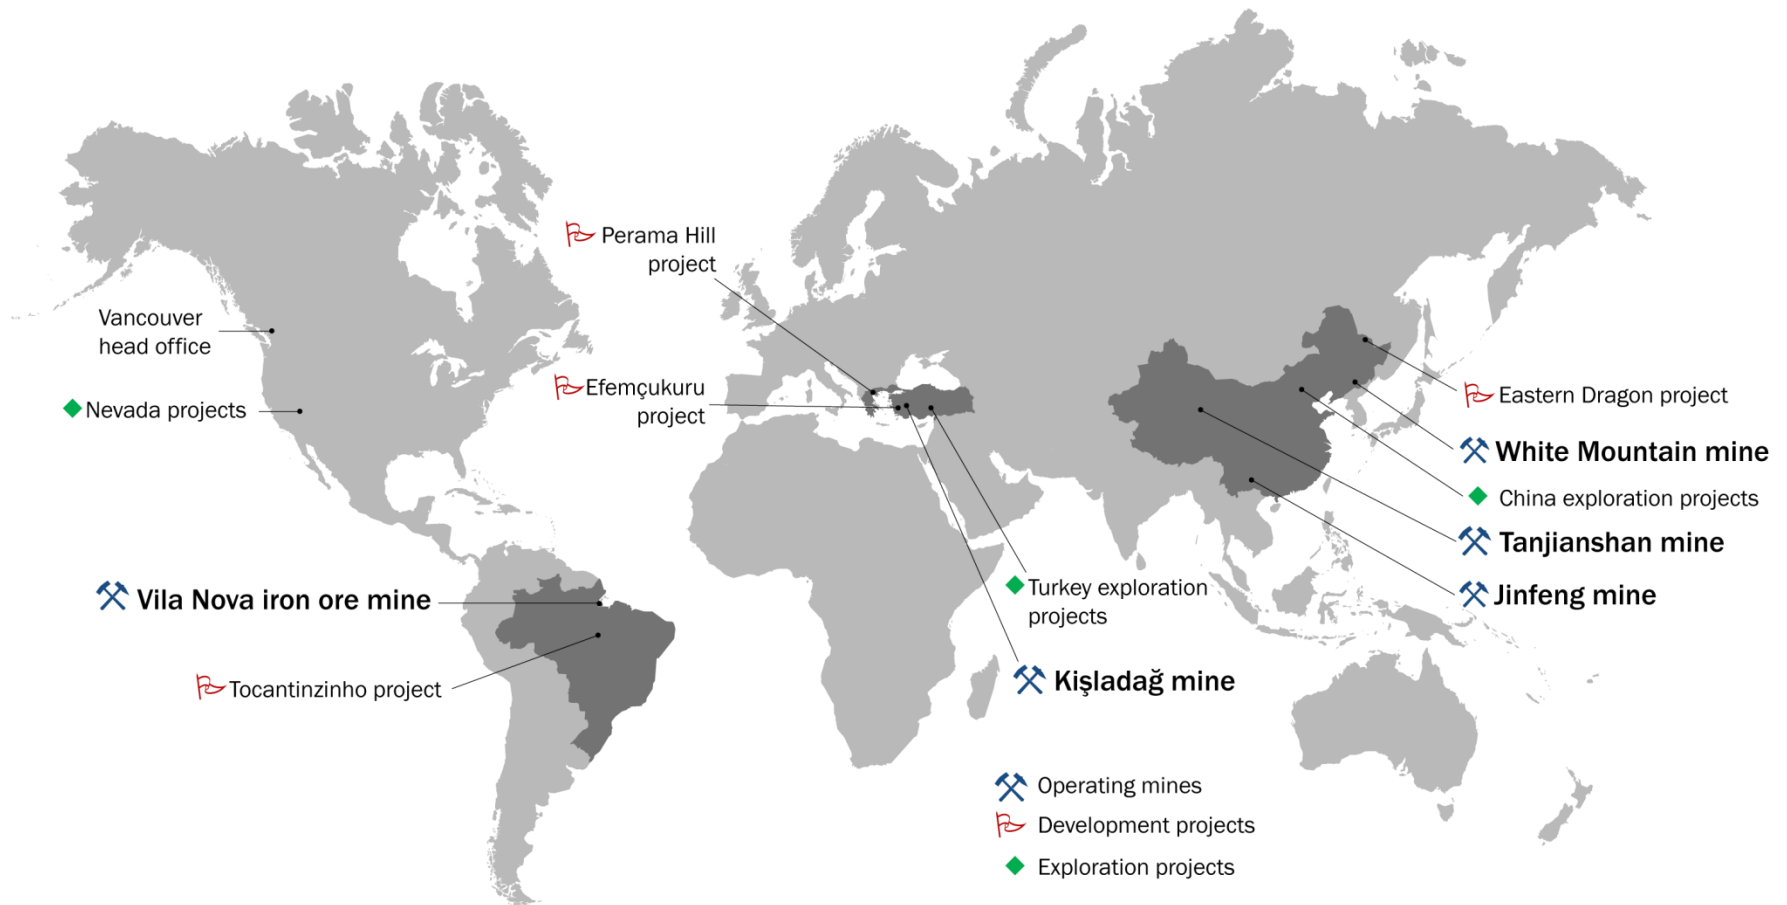 Perama Hill
project
Vancouver
head office
Efemçukuru
project
Nevada projects
Eastern Dragon project
White Mountain mine
China exploration projects
Tanjianshan mine
Turkey exploration
projects
Jinfeng mine
Vila Nova iron ore mine
Kişladağ mine
Tocantinzinho project
Operating mines
Development projects
Exploration projects